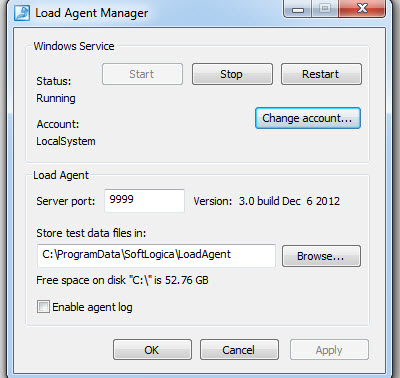 Load Agent Manager
Windows Service
Status:
Running
Start
Stop
Restart
Account:
LocalSystem
Change account...
Load Agent
Server port: 9999 Version: 3.0 build Dec 6 2012
Store test data files in:
C:\ProgramData\SoftLogica\LoadAgent Browse...
Free space on disk "C:\" is 52.76 GB
Enable agent log
OK Cancel Apply